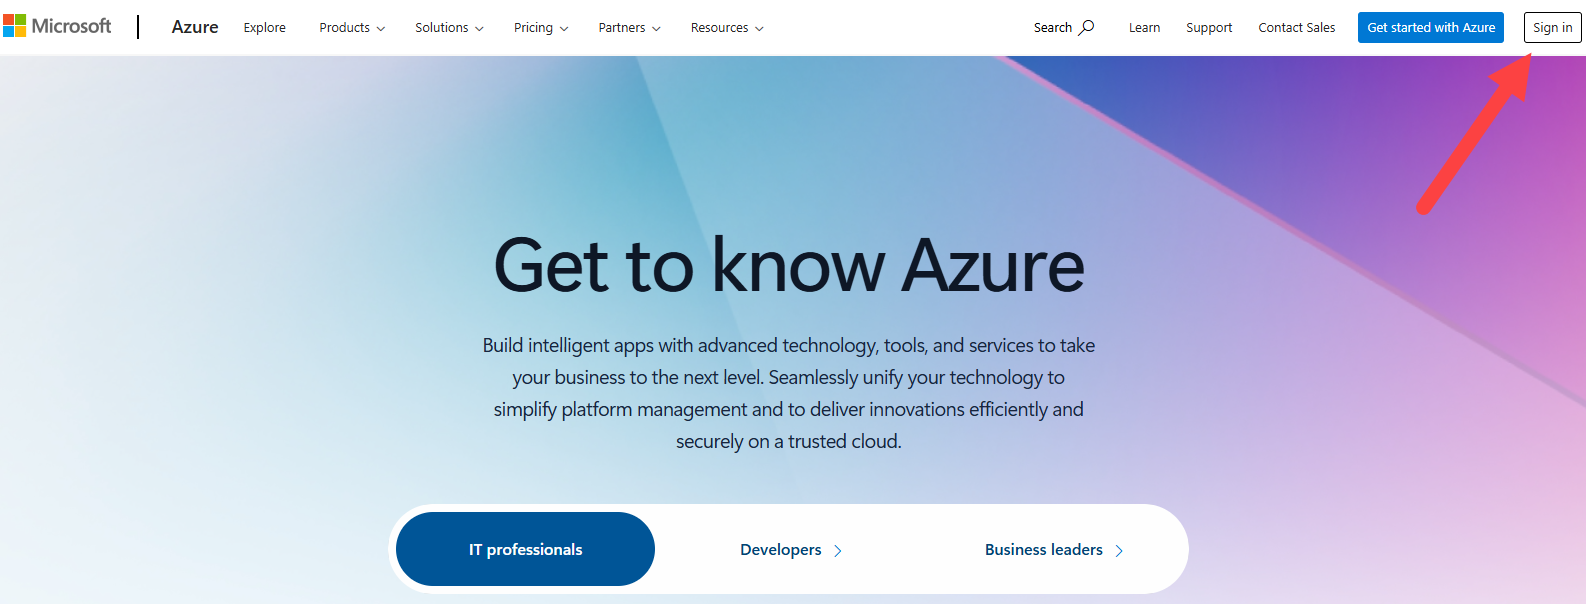 Microsoft Azure Explore Products Solutions Pricing Partners Resources Search Learn Support Contact Sales Get started with Azure Sign in
Get to know Azure
Build intelligent apps with advanced technology, tools, and services to take
your business to the next level. Seamlessly unify your technology to
simplify platform management and to deliver innovations efficiently and
securely on a trusted cloud.
IT professionals Developers Business leaders